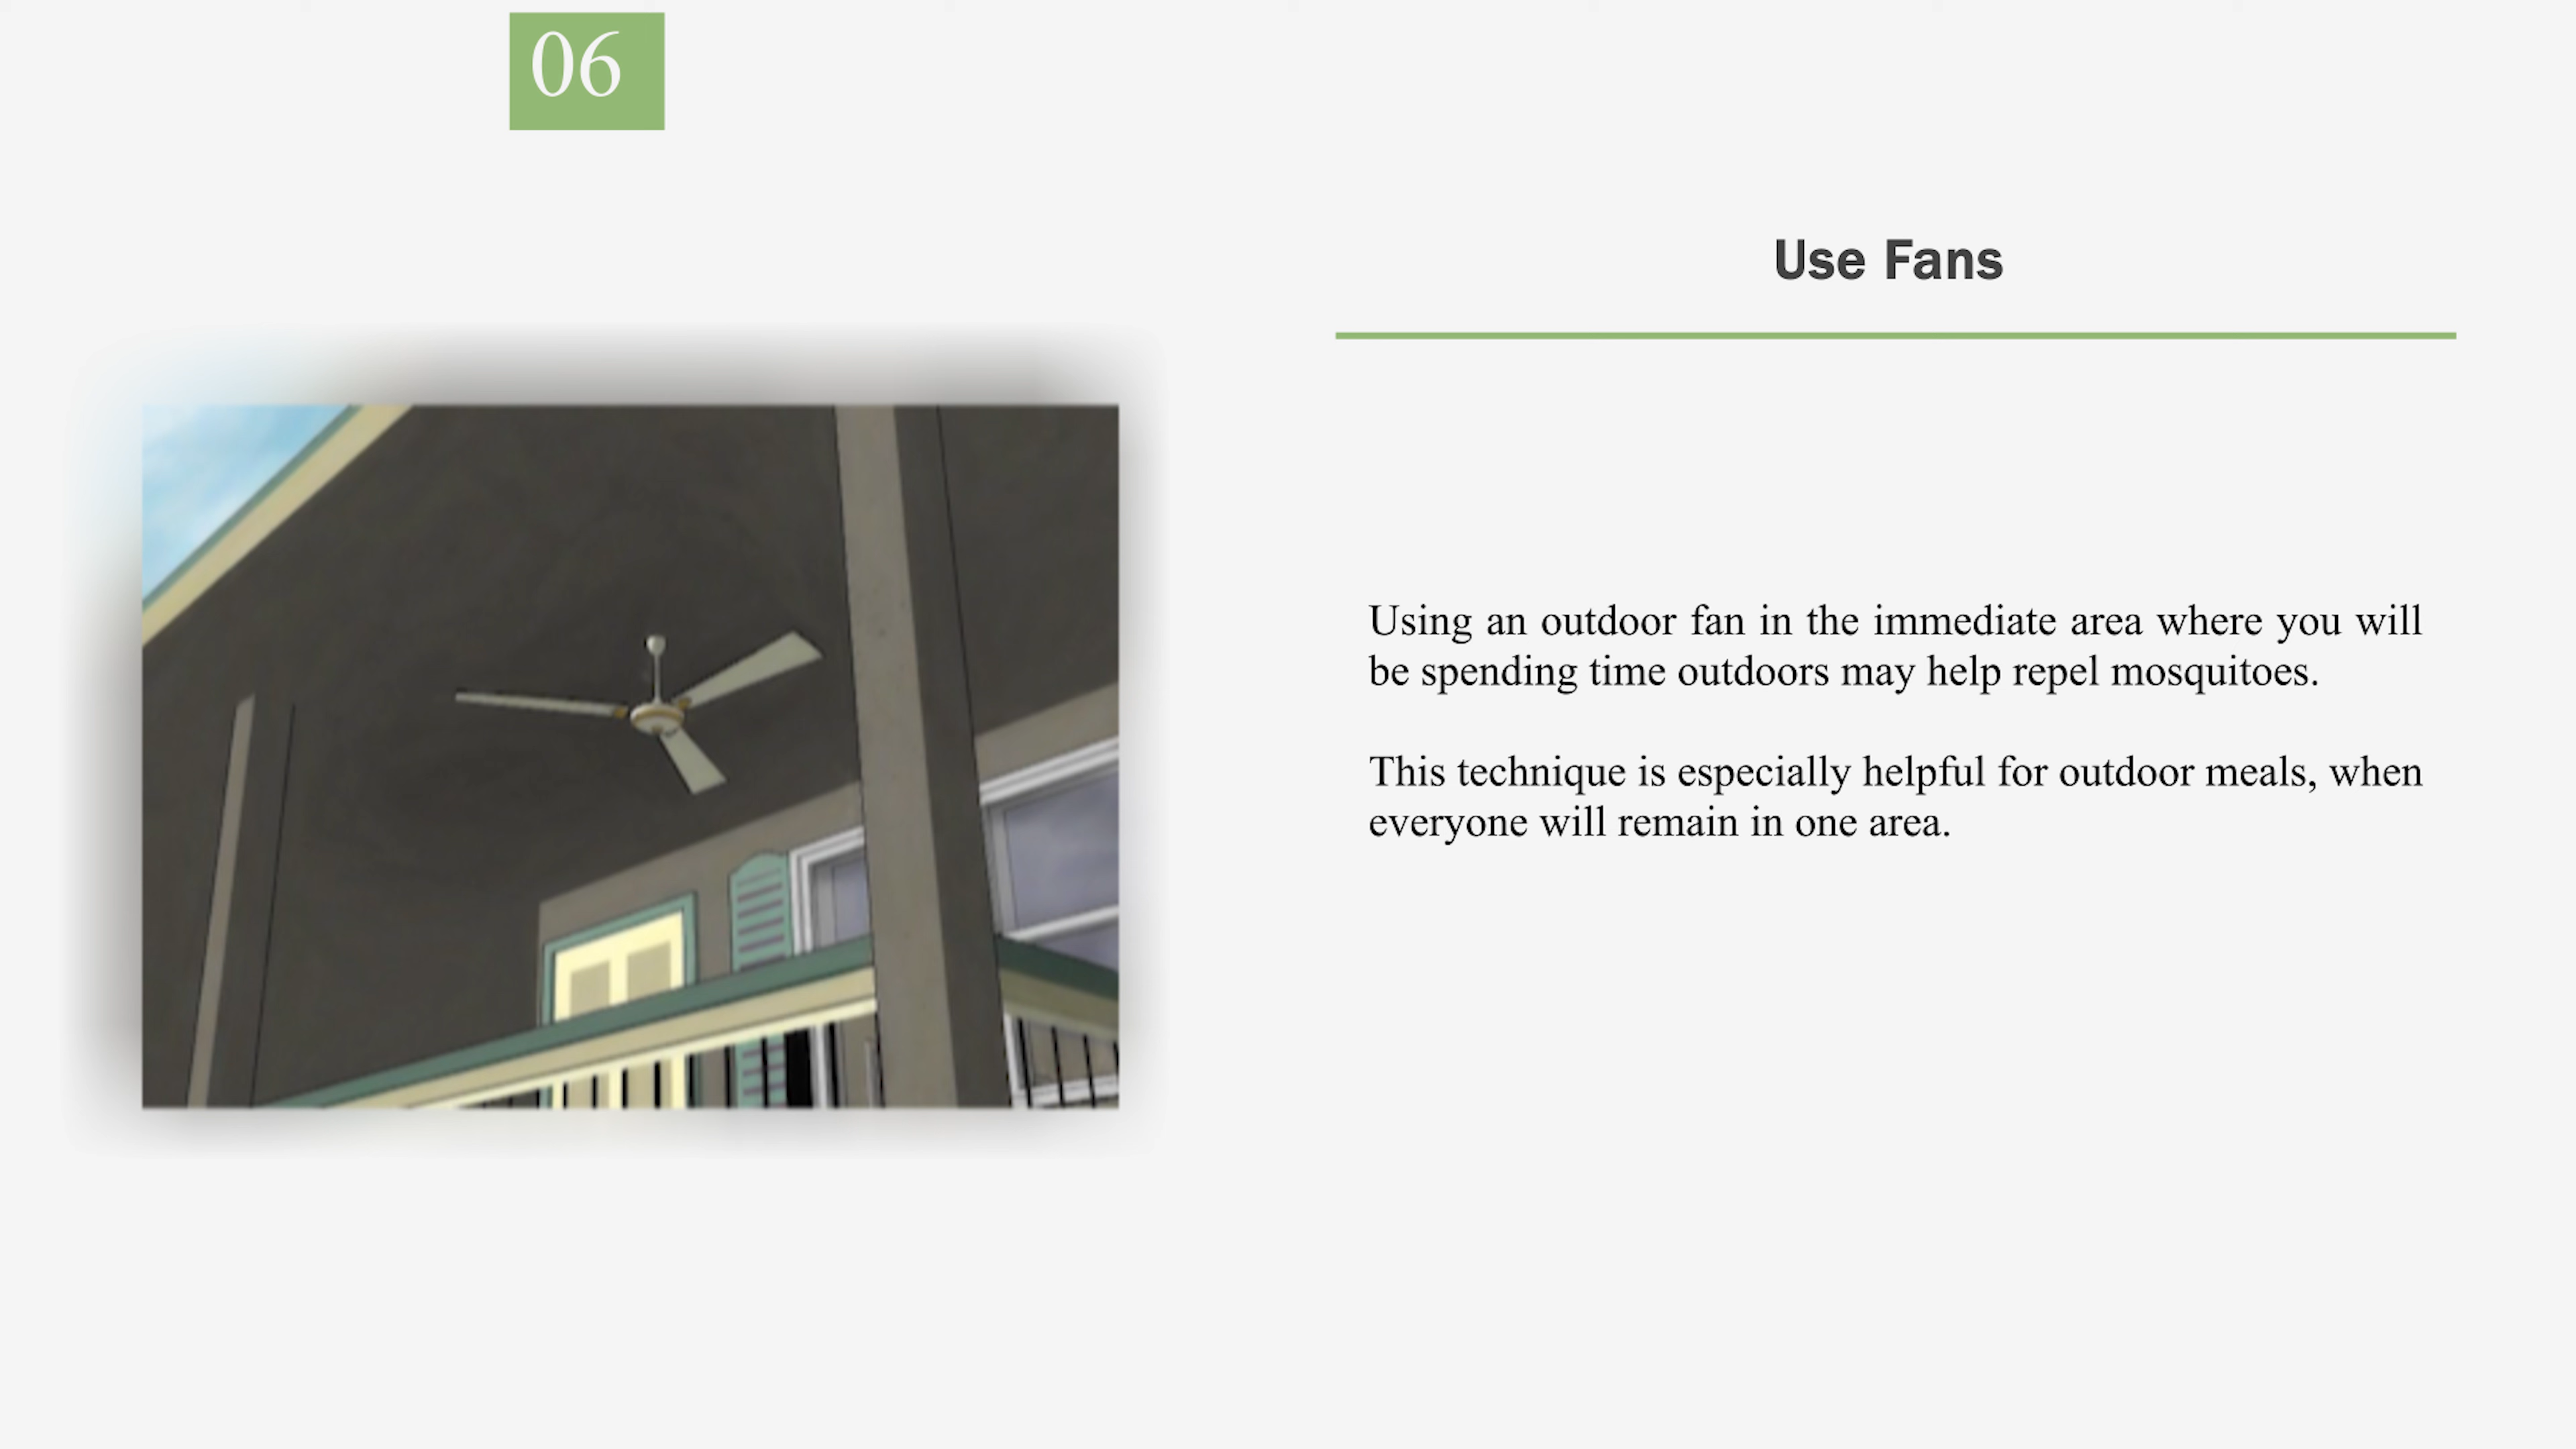 06
Use Fans
Using an outdoor fan in the immediate area where you will
be spending time outdoors may help repel mosquitoes.
This technique is especially helpful for outdoor meals, when
everyone will remain in one area.